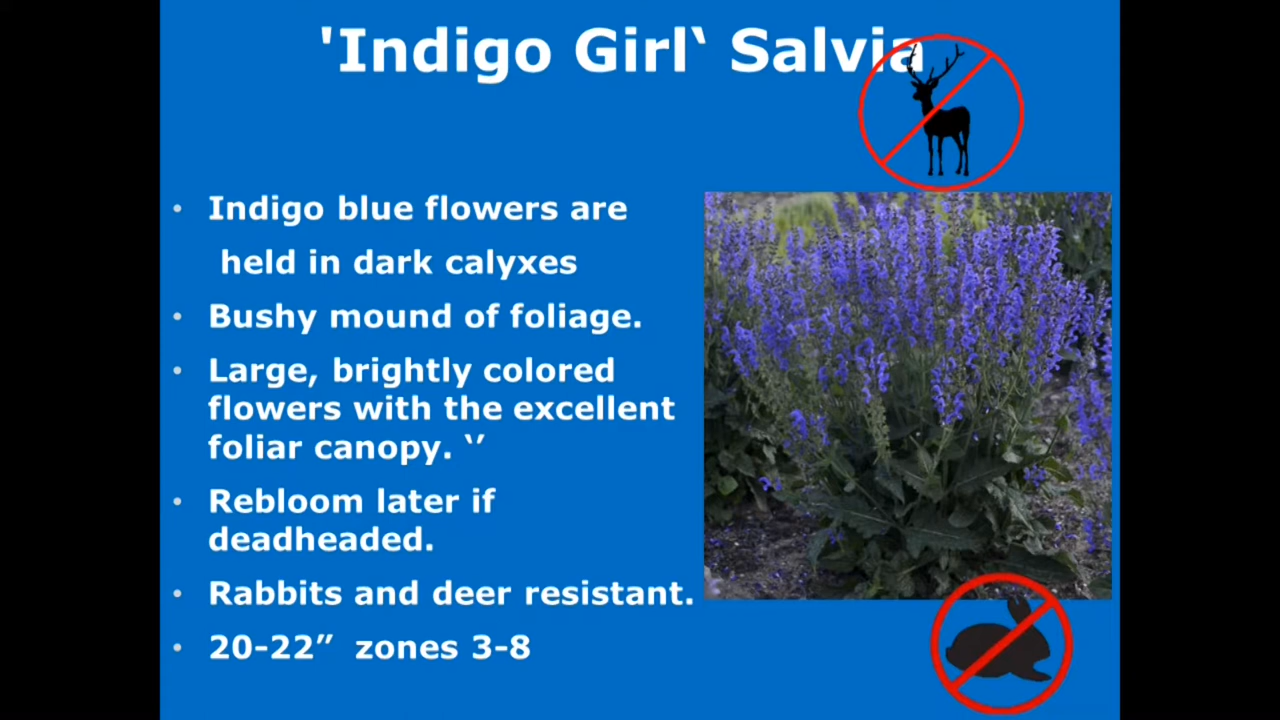 'Indigo Girl‘ Salvia
• Indigo blue flowers are
held in dark calyxes
• Bushy mound of foliage.
• Large, brightly colored
flowers with the excellent
foliar canopy. ‘’
• Rebloom later if
deadheaded.
• Rabbits and deer resistant.
• 20-22” zones 3-8